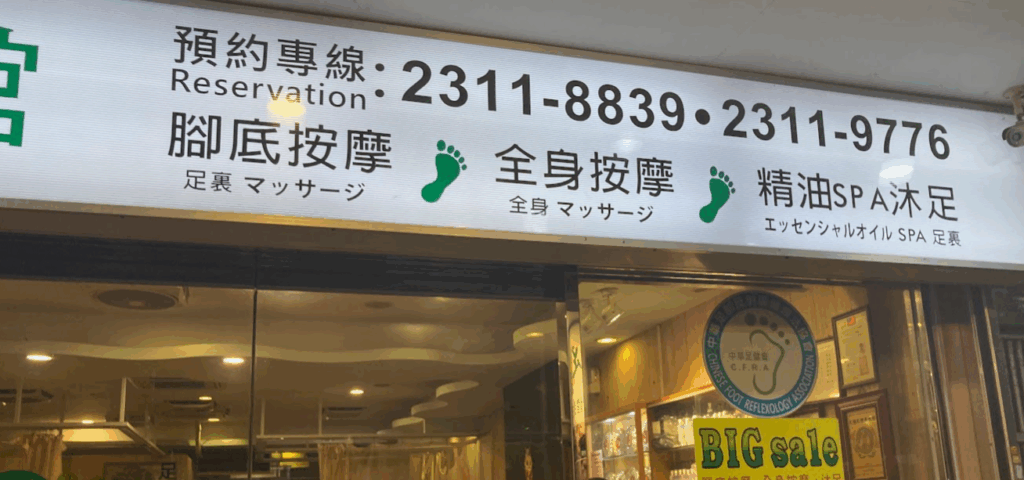 預約專線：2311-8839•2311-9776
Reservation
腳底按摩 全身按摩 精油SPA沐足
足裏 マッサージ 全身 マッサージ エッセンシャルオイル SPA 足裏
中華足健會
C.F.H.A
CHINESE FOOT REFLEXOLOGY ASSOCIATION
BIG sale